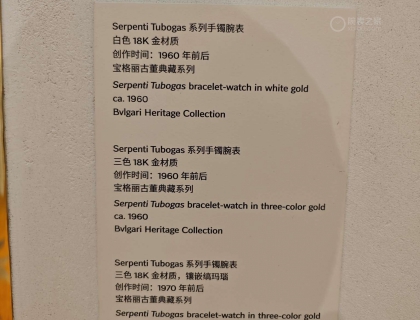 Serpenti Tubogas 系列手镯腕表
白色 18K 金材质
创作时间：1960 年前后
宝格丽古董典藏系列
Serpenti Tubogas bracelet-watch in white gold
ca. 1960
Bvlgari Heritage Collection
Serpenti Tubogas 系列手镯腕表
三色 18K 金材质
创作时间：1960 年前后
宝格丽古董典藏系列
Serpenti Tubogas bracelet-watch in three-color gold
ca. 1960
Bvlgari Heritage Collection
Serpenti Tubogas 系列手镯腕表
三色 18K 金材质，镶嵌缟玛瑙
创作时间：1970 年前后
宝格丽古董典藏系列
Serpenti Tubogas bracelet-watch in three-color gold